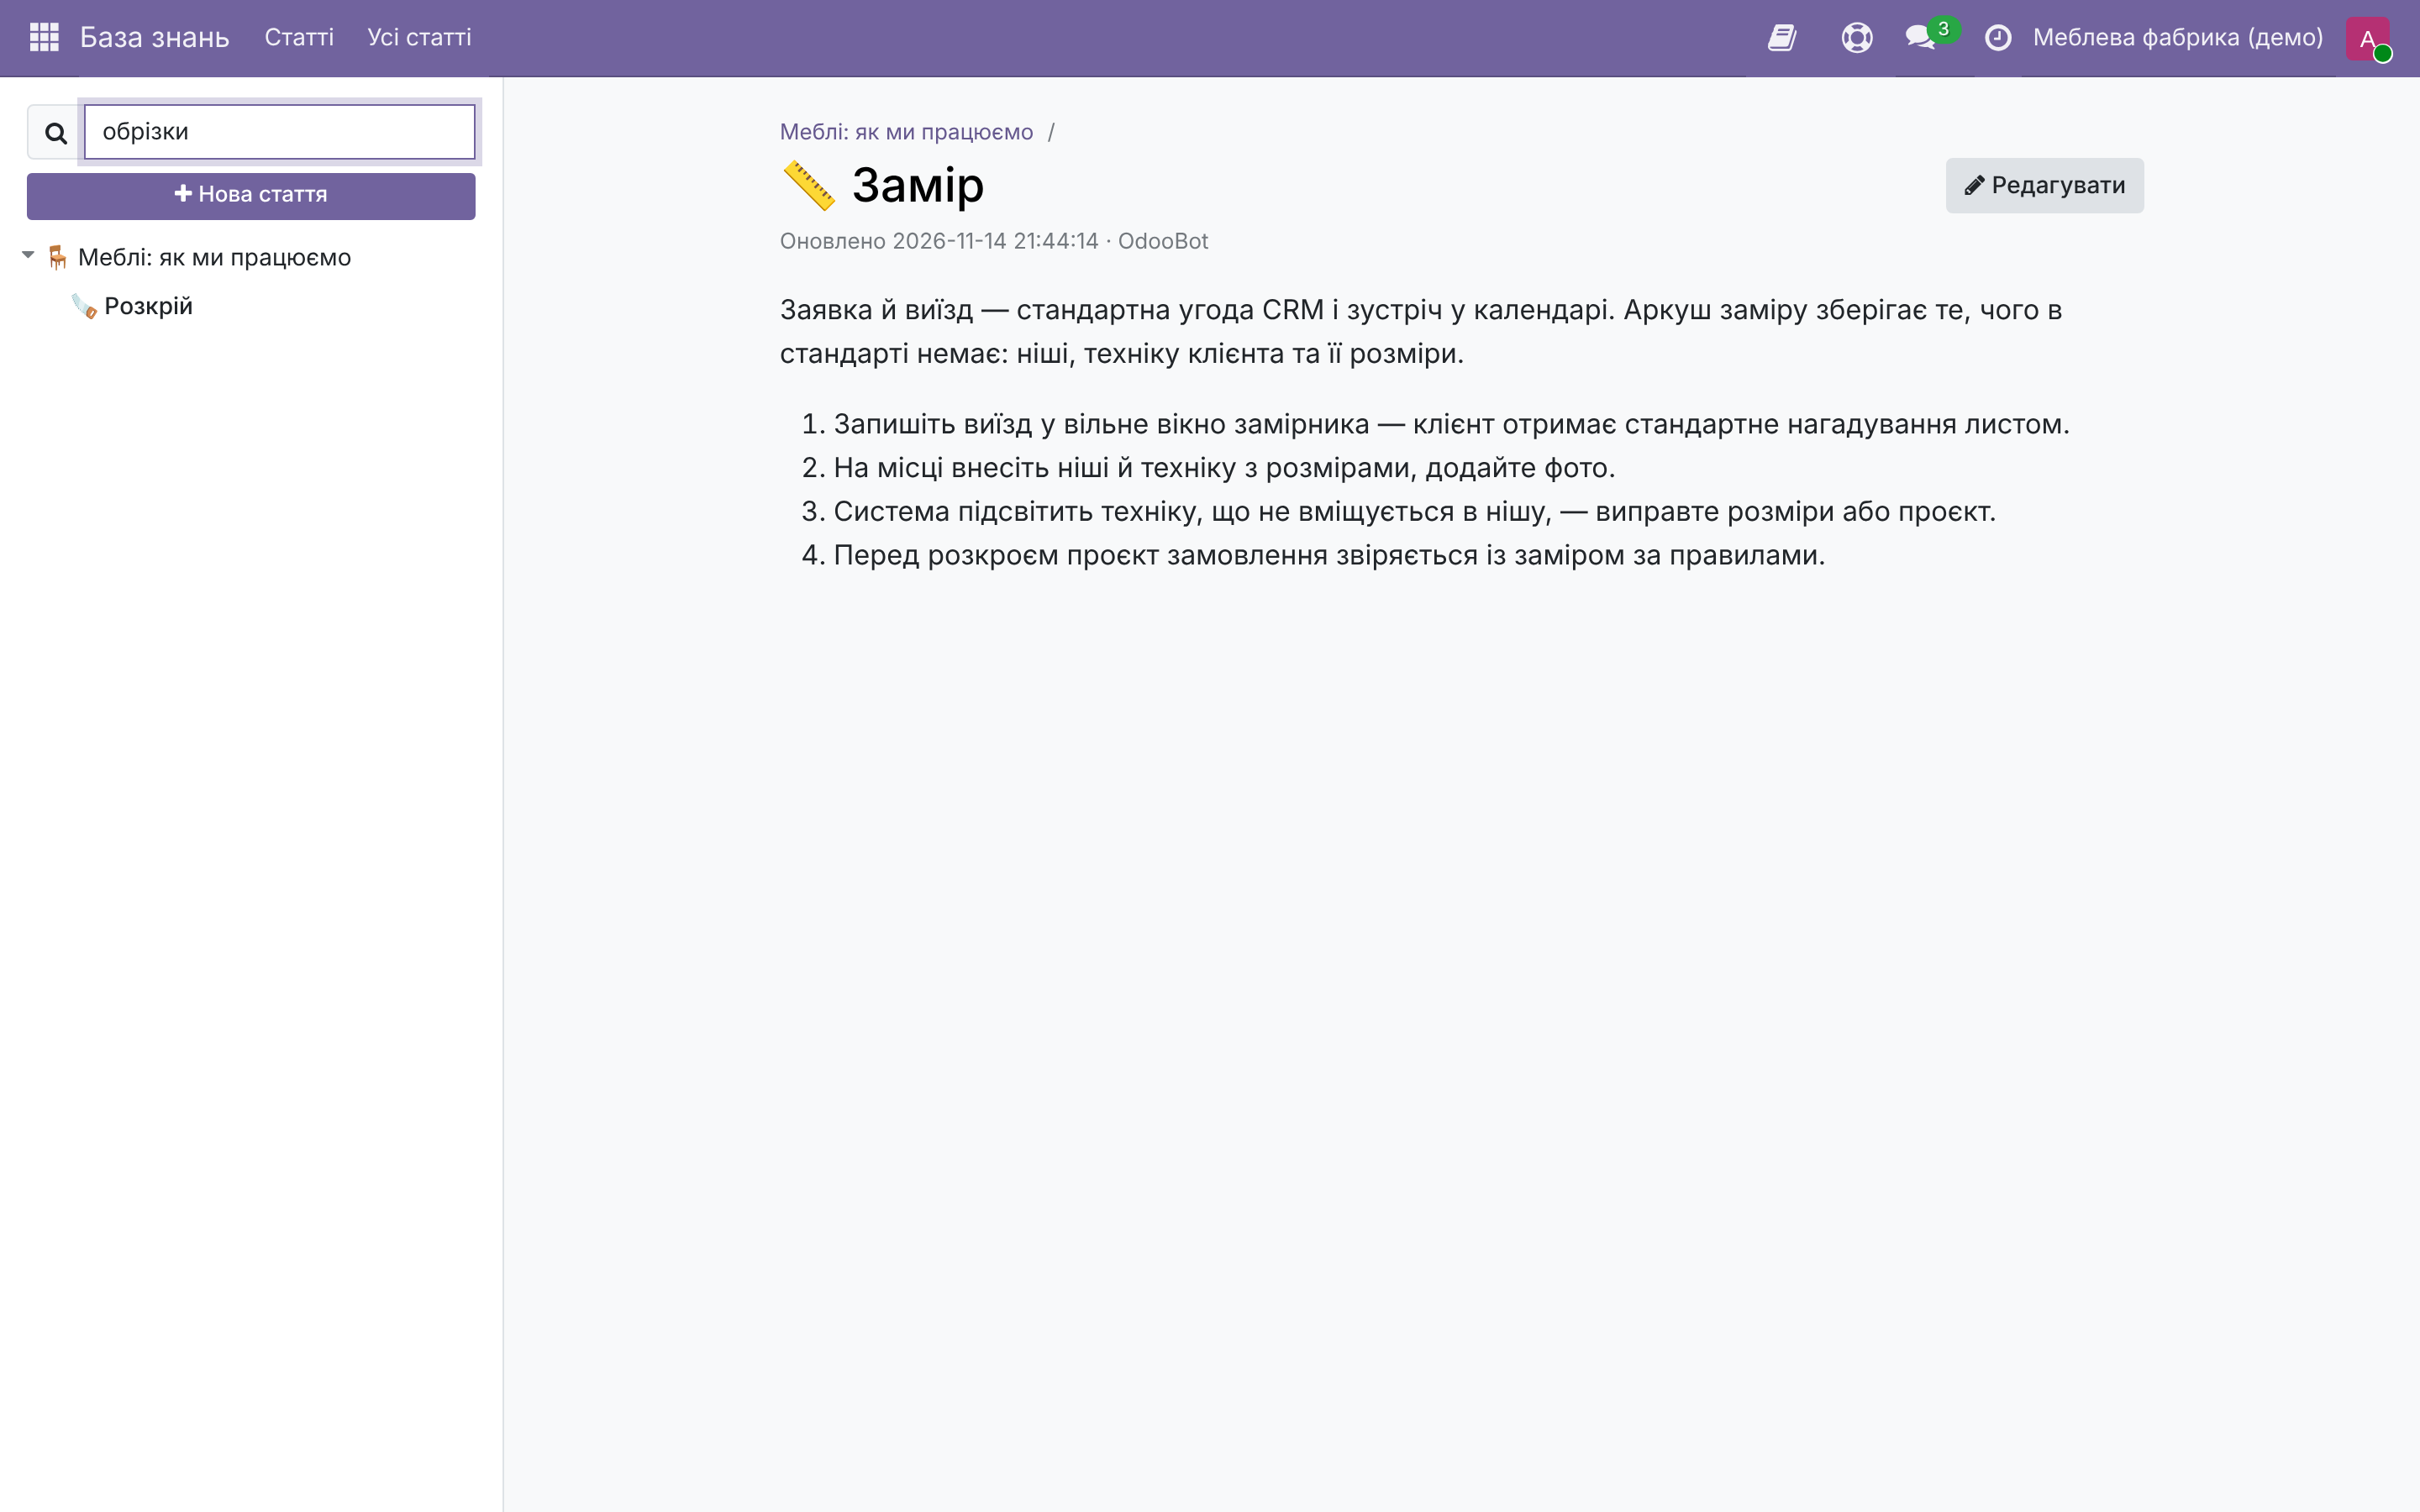 База знань Статті Усі статті 3 Меблева фабрика (демо) A
обрізки
Нова стаття
Меблі: як ми працюємо
Розкрій
Меблі: як ми працюємо /
Замір
Редагувати
Оновлено 2026-11-14 21:44:14 · OdooBot
Заявка й виїзд — стандартна угода CRM і зустріч у календарі. Аркуш заміру зберігає те, чого в
стандарті немає: ніші, техніку клієнта та її розміри.
1. Запишіть виїзд у вільне вікно замірника — клієнт отримає стандартне нагадування листом.
2. На місці внесіть ніші й техніку з розмірами, додайте фото.
3. Система підсвітить техніку, що не вміщується в нішу, — виправте розміри або проєкт.
4. Перед розкроєм проєкт замовлення звіряється із заміром за правилами.